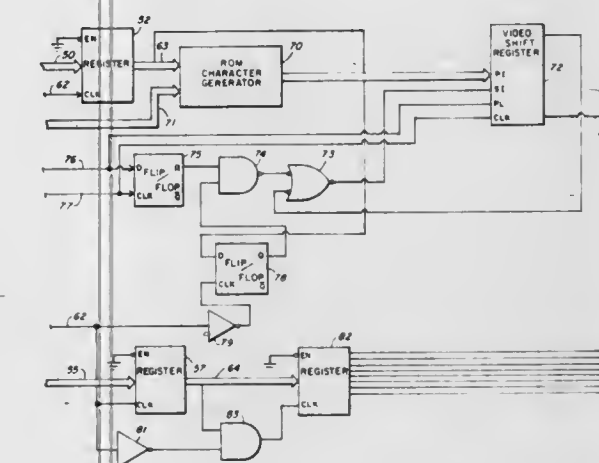 52
EN
50
REGISTER
63
62
CLK
70
ROM
CHARACTER
GENERATOR
71
VIDEO
SHIFT
REGISTER
PI
SI
PL
CLK
72
76
77
D
FLIP
FLOP
Q
Q̅
CLK
75
74
73
D
FLIP
FLOP
Q
Q̅
CLK
78
62
79
EN
57
55
REGISTER
64
CLK
81
83
82
EN
REGISTER
CLK